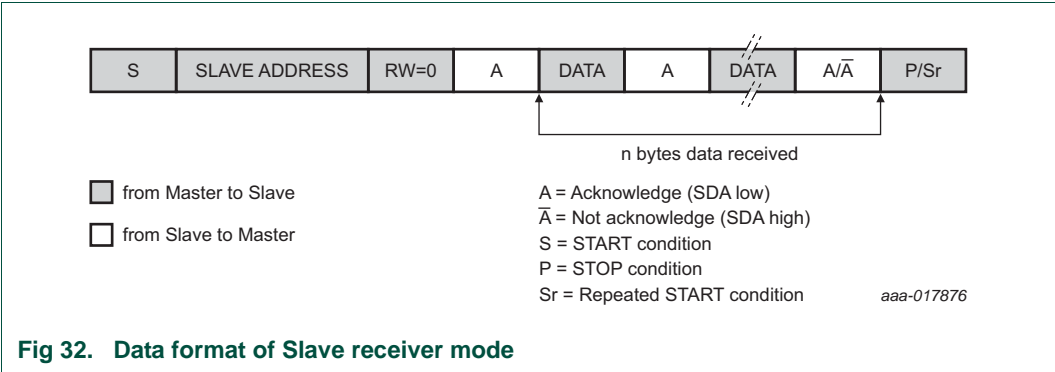 S SLAVE ADDRESS RW=0 A DATA A DATA A/A̅ P/Sr
n bytes data received
from Master to Slave
from Slave to Master
A = Acknowledge (SDA low)
A̅ = Not acknowledge (SDA high)
S = START condition
P = STOP condition
Sr = Repeated START condition
aaa-017876
Fig 32. Data format of Slave receiver mode